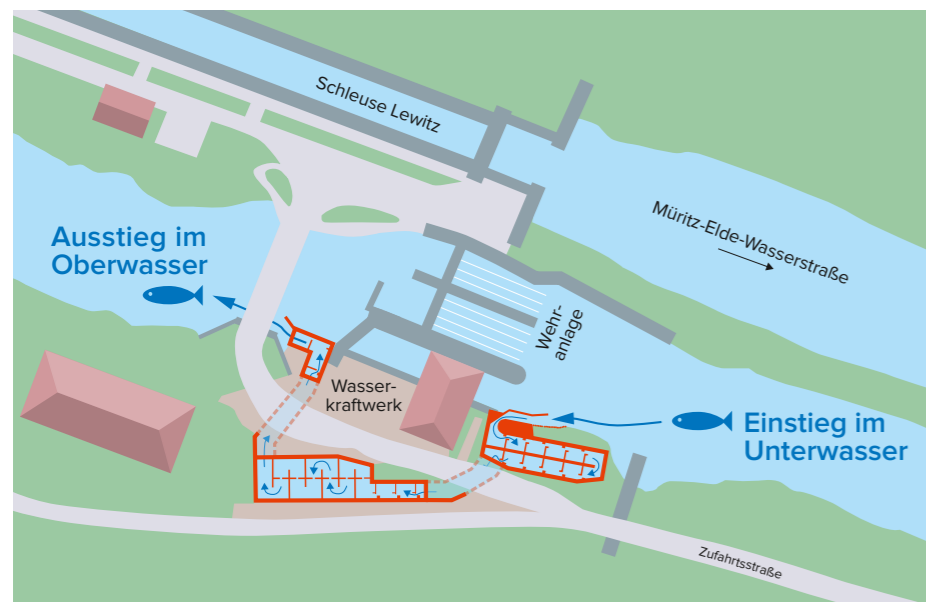 Schleuse Lewitz
Müritz-Elde-Wasserstraße
Ausstieg im
Oberwasser
Wehr-
anlage
Wasser-
kraftwerk
Einstieg im
Unterwasser
Zufahrtsstraße